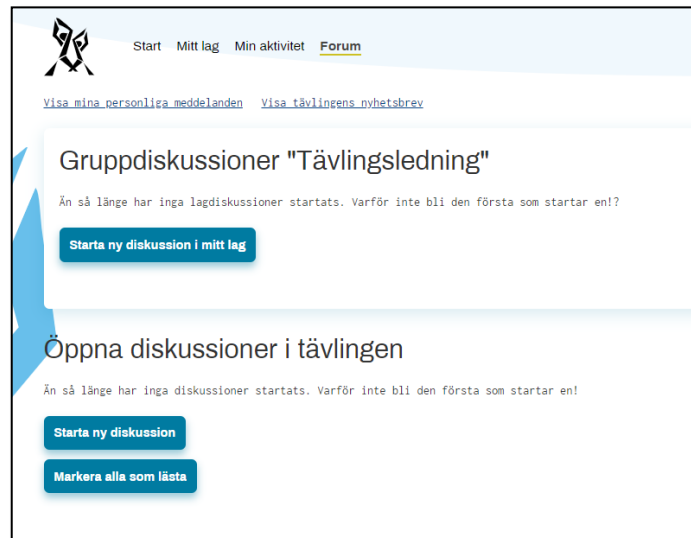 Start Mitt lag Min aktivitet Forum
Visa mina personliga meddelanden Visa tävlingens nyhetsbrev
Gruppdiskussioner "Tävlingsledning"
Än så länge har inga lagdiskussioner startats. Varför inte bli den första som startar en!?
Starta ny diskussion i mitt lag
Öppna diskussioner i tävlingen
Än så länge har inga diskussioner startats. Varför inte bli den första som startar en!
Starta ny diskussion
Markera alla som lästa